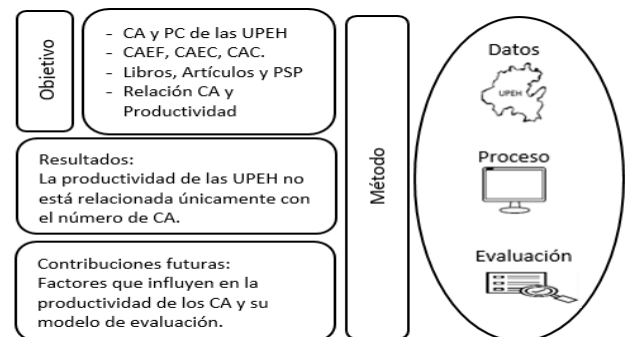 Objetivo
- CA y PC de las UPEH
- CAEF, CAEC, CAC.
- Libros, Artículos y PSP
- Relación CA y
Productividad
Resultados:
La productividad de las UPEH no
está relacionada únicamente con
el número de CA.
Contribuciones futuras:
Factores que influyen en la
productividad de los CA y su
modelo de evaluación.
Método
Datos
UPEH
Proceso
Evaluación